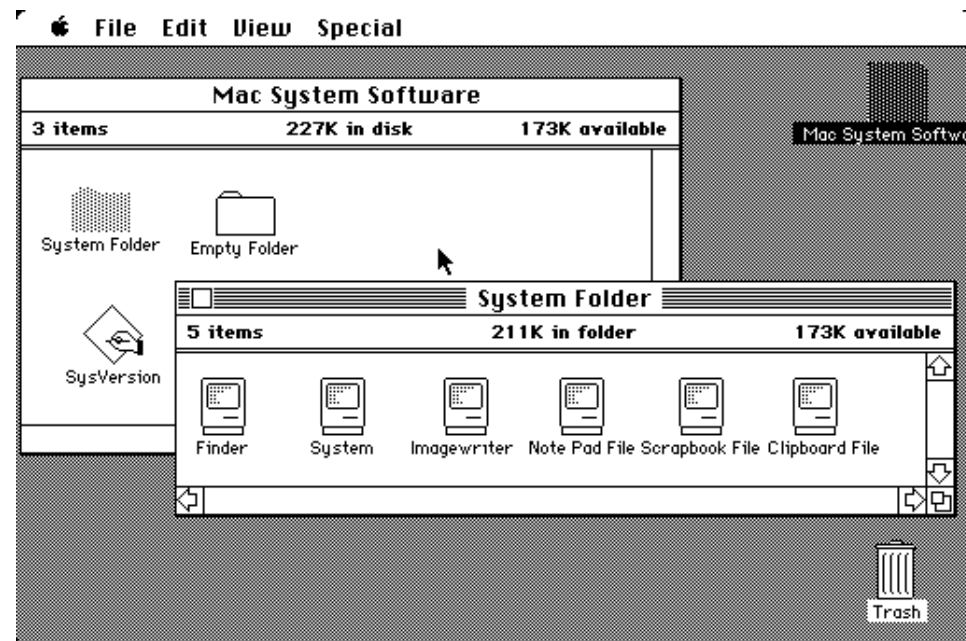 File Edit View Special
Mac System Software
3 items 227K in disk 173K available
Mac System Softwa
System Folder Empty Folder
SysVersion
System Folder
5 items 211K in folder 173K available
Finder System Imagewriter Note Pad File Scrapbook File Clipboard File
Trash